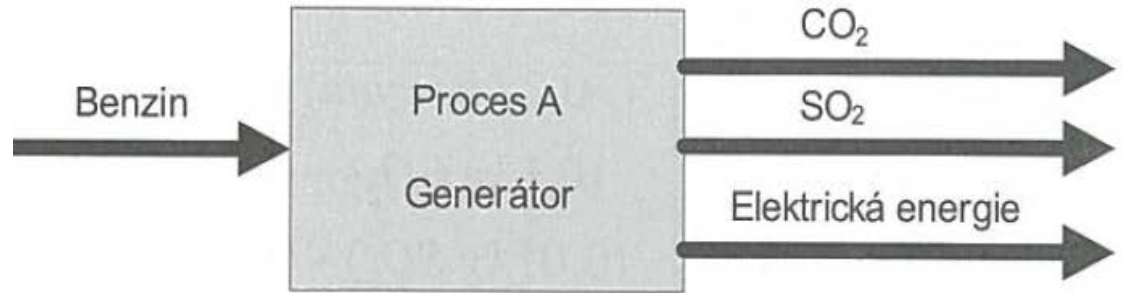 CO₂
Benzin
Proces A
SO₂
Generátor
Elektrická energie